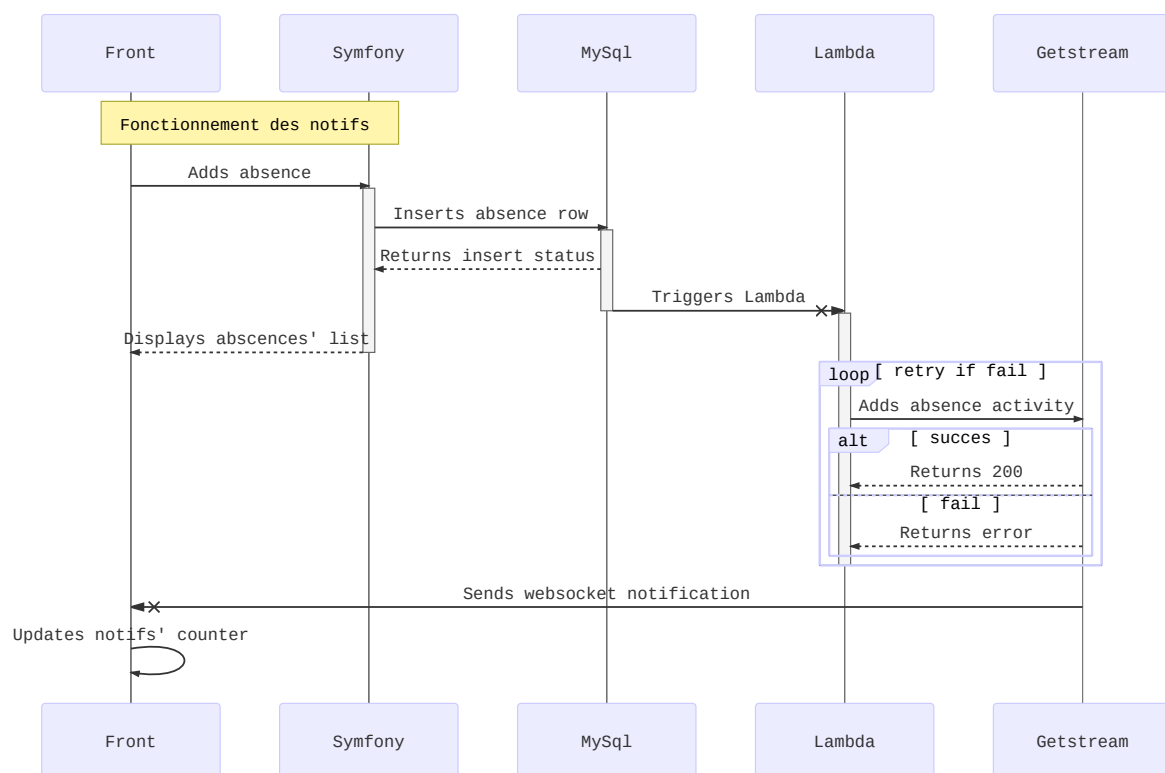 Front Symfony MySql Lambda Getstream
Fonctionnement des notifs
Adds absence
Inserts absence row
Returns insert status
Triggers Lambda
Displays abscences' list
loop [ retry if fail ]
Adds absence activity
alt [ succes ]
Returns 200
[ fail ]
Returns error
Sends websocket notification
Updates notifs' counter
Front Symfony MySql Lambda Getstream